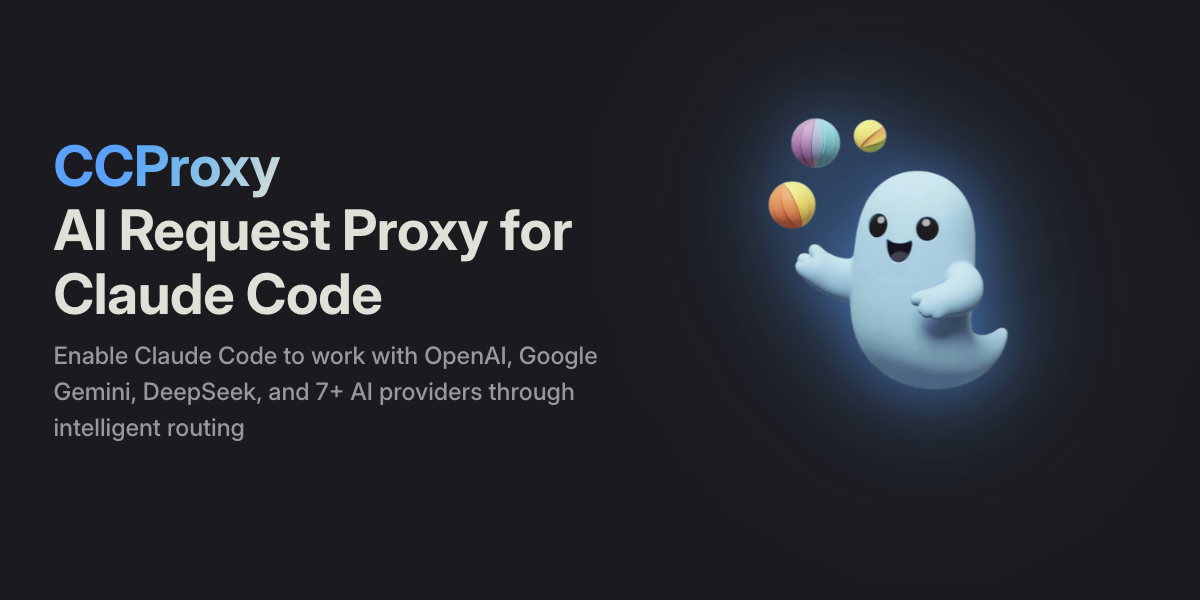 CCProxy
AI Request Proxy for
Claude Code
Enable Claude Code to work with OpenAI, Google
Gemini, DeepSeek, and 7+ AI providers through
intelligent routing